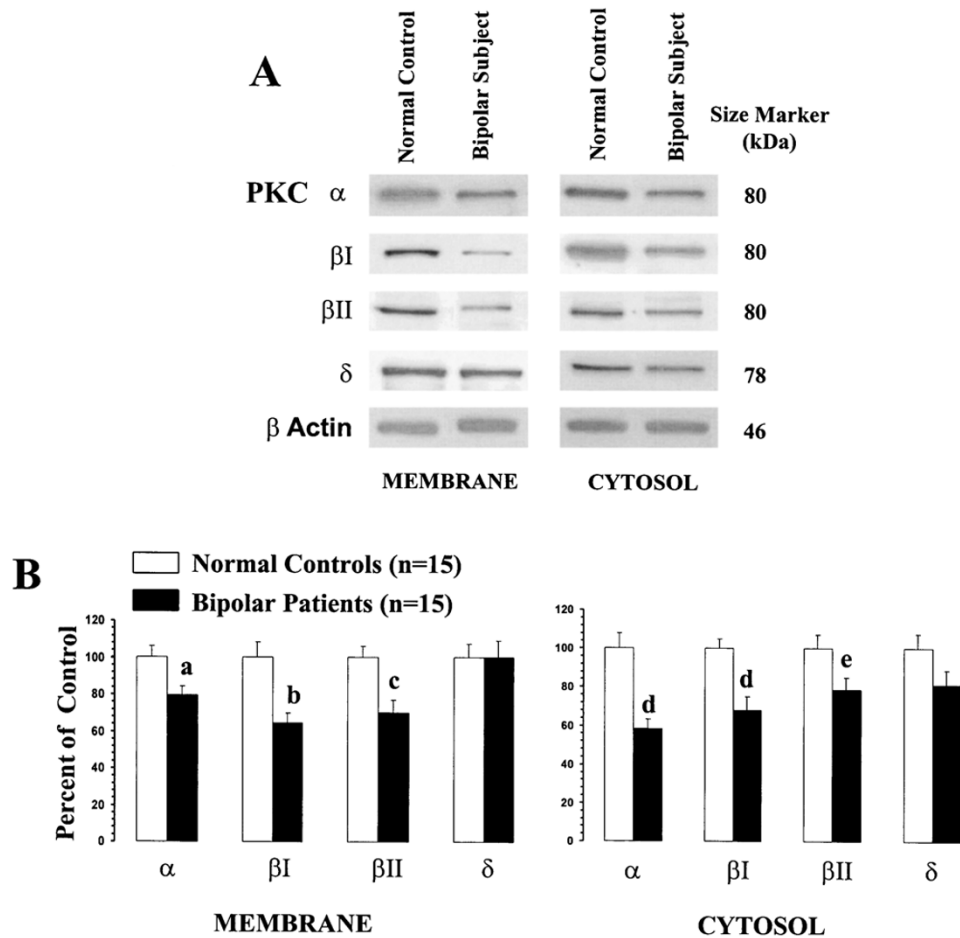 A
Normal Control
Bipolar Subject
Normal Control
Bipolar Subject
Size Marker
(kDa)
PKC α 80
βI 80
βII 80
δ 78
β Actin 46
MEMBRANE CYTOSOL
B
Normal Controls (n=15)
Bipolar Patients (n=15)
Percent of Control
120
100
80
60
40
20
0
a
b
c
α βI βII δ
MEMBRANE
120
100
80
60
40
20
0
d
d
e
α βI βII δ
CYTOSOL